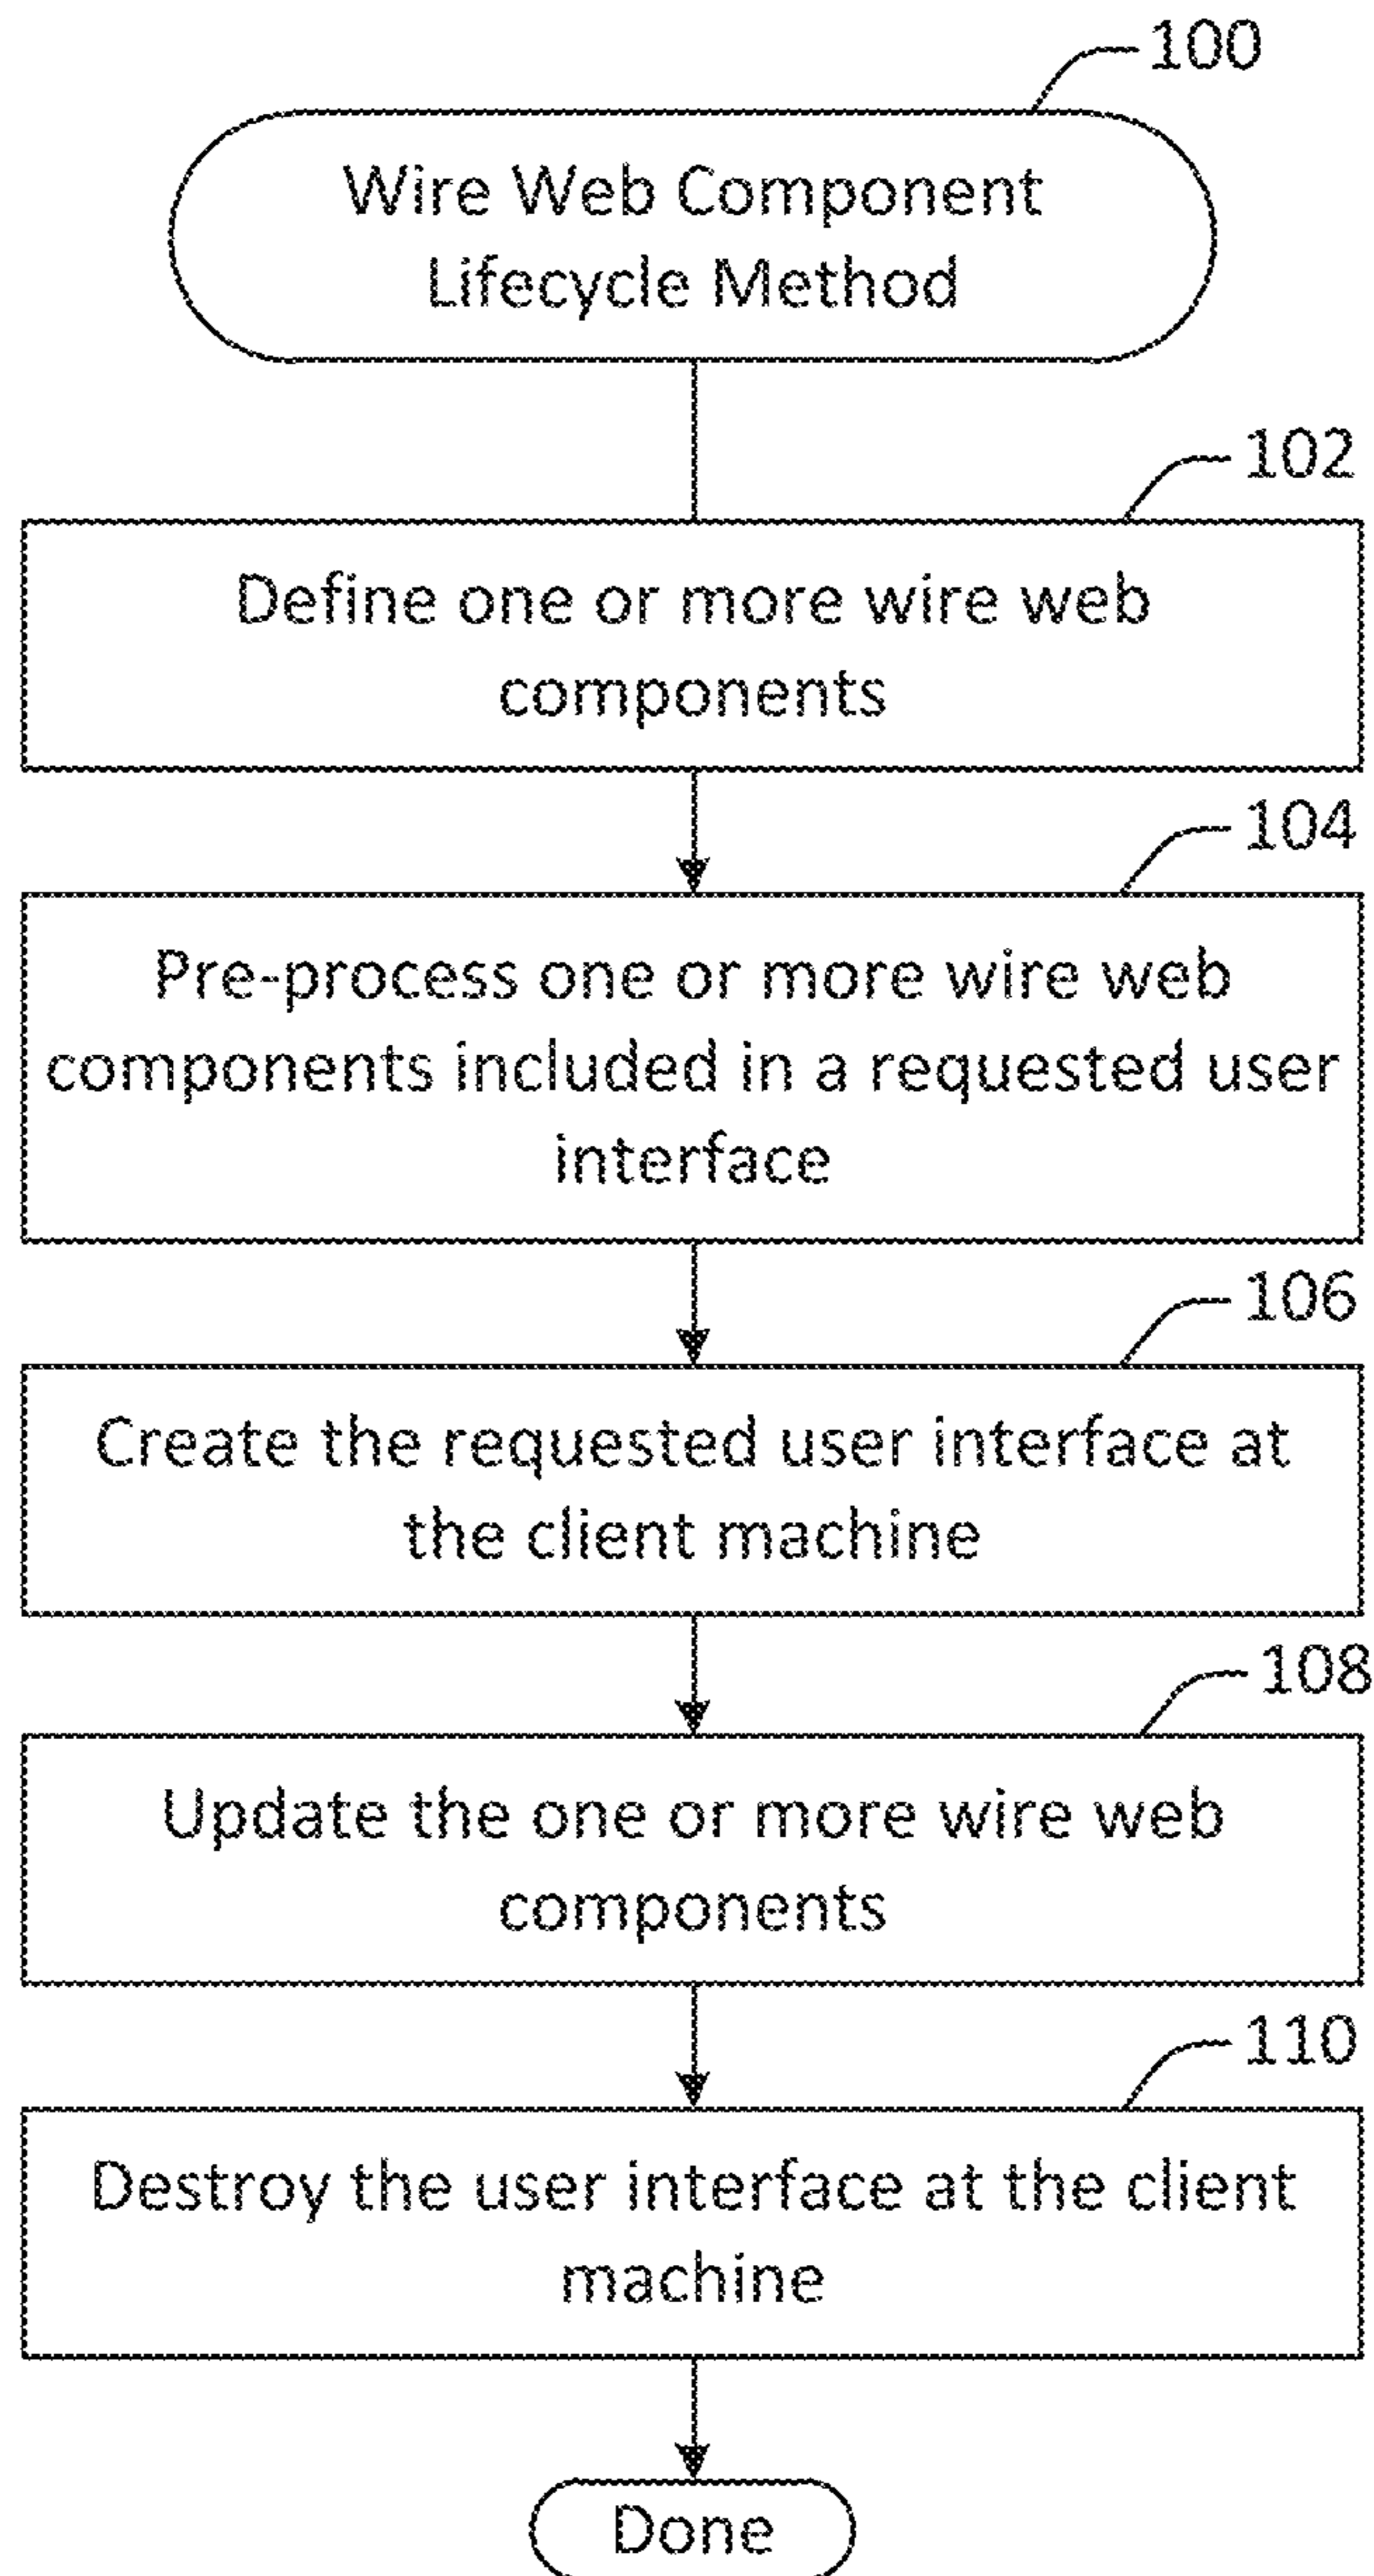 100
Wire Web Component
Lifecycle Method
102
Define one or more wire web
components
104
Pre-process one or more wire web
components included in a requested user
interface
106
Create the requested user interface at
the client machine
108
Update the one or more wire web
components
110
Destroy the user interface at the client
machine
Done